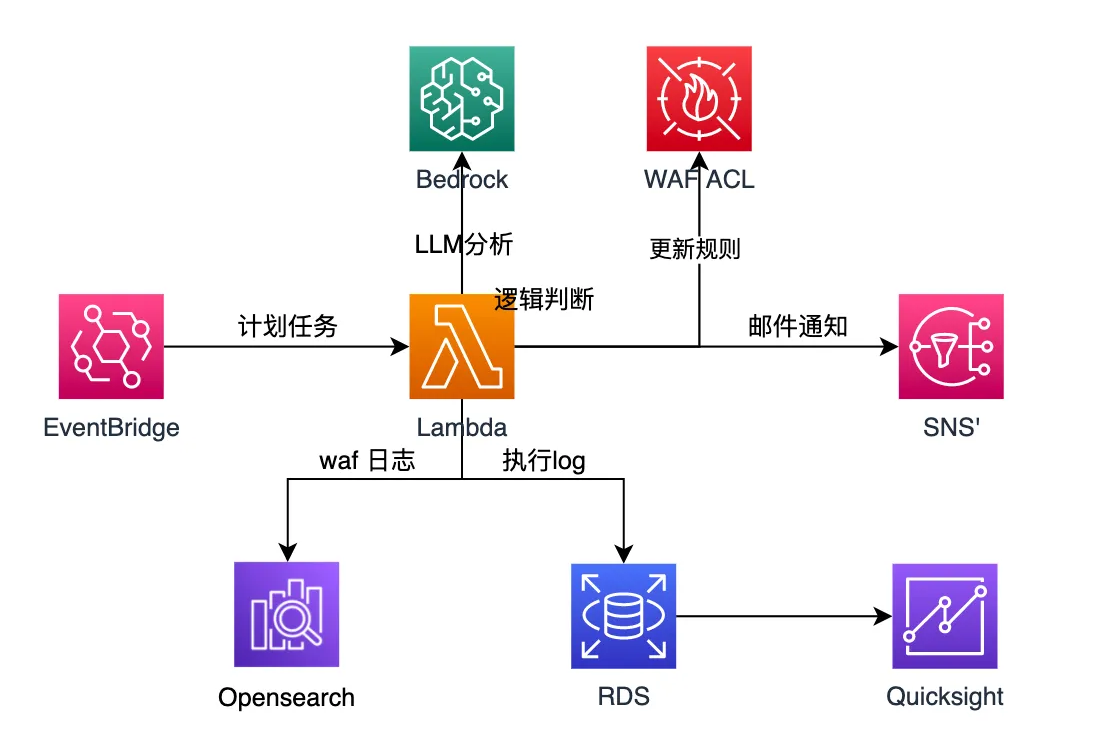 Bedrock
WAF ACL
LLM分析
更新规则
逻辑判断
计划任务
邮件通知
EventBridge
Lambda
SNS'
waf 日志
执行log
Opensearch
RDS
Quicksight